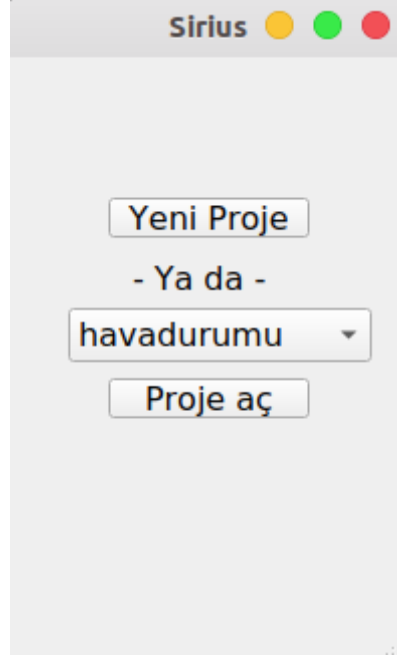 Sirius
Yeni Proje
- Ya da -
havadurumu
Proje aç